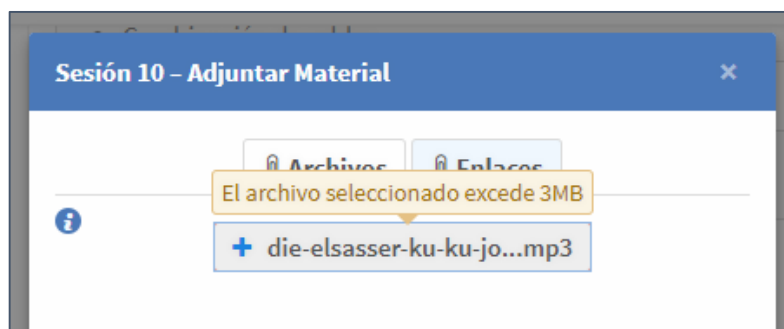 Sesión 10 – Adjuntar Material ×
Archivos Enlaces
El archivo seleccionado excede 3MB
+ die-elsasser-ku-ku-jo...mp3